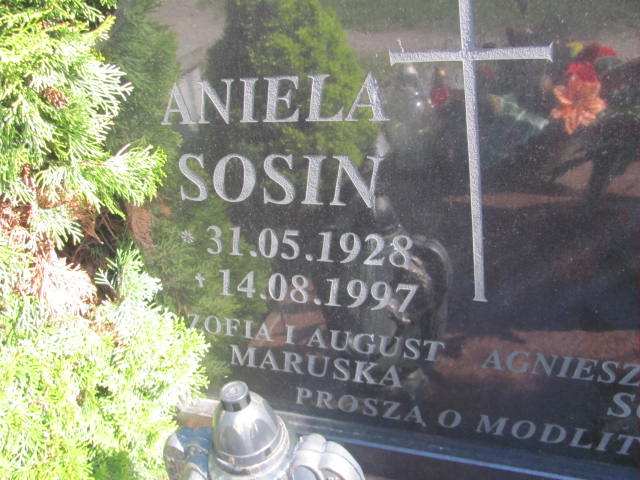 ANIELA
SOSIN
* 31.05.1928
+ 14.08.1997
ZOFIA I AUGUST
MARUSKA
AGNIESZ
PROSZĄ O MODLIT